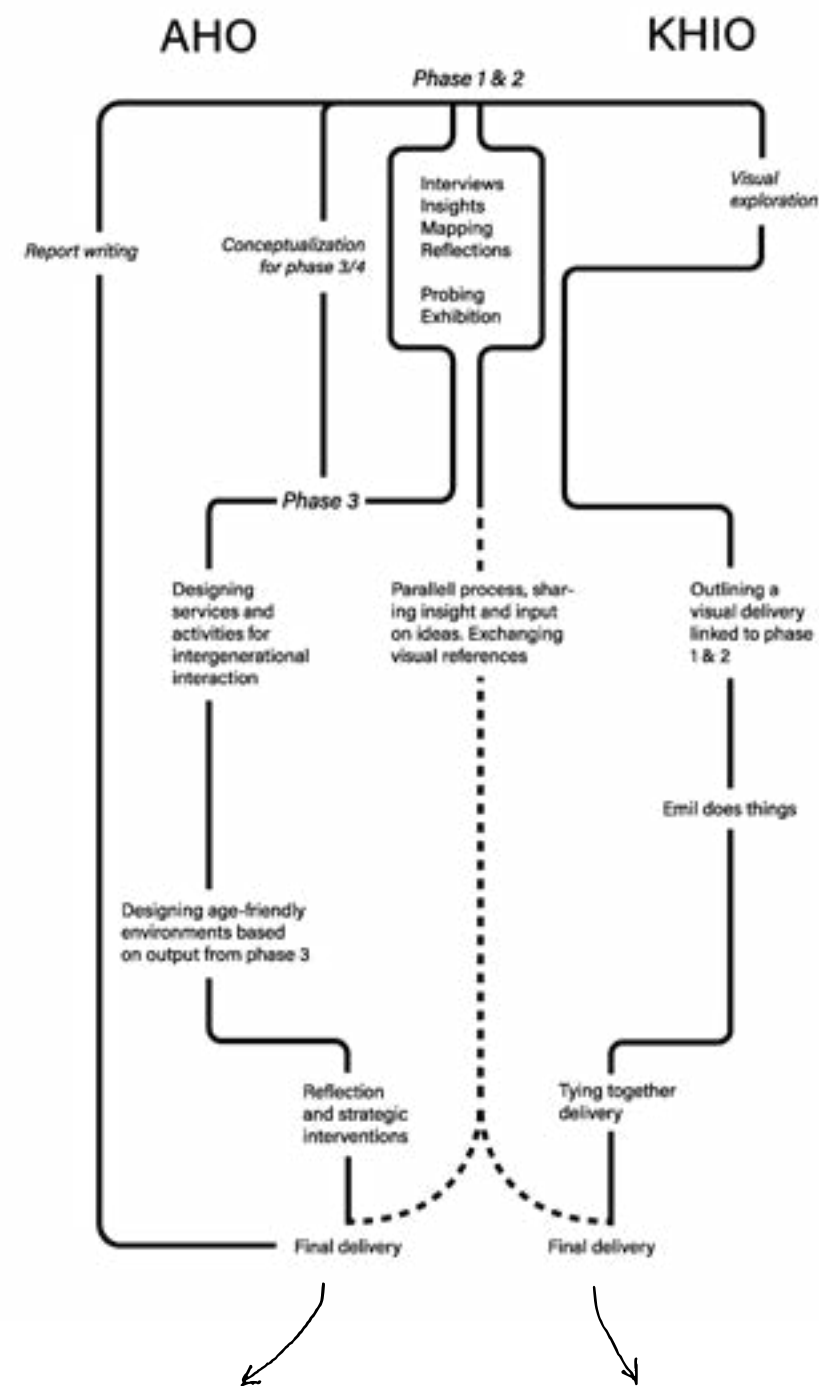 AHO
KHIO
Phase 1 & 2
Interviews
Insights
Mapping
Reflections
Probing
Exhibition
Visual
exploration
Report writing
Conceptualization
for phase 3/4
Phase 3
Designing
services and
activities for
intergenerational
interaction
Parallell process, shar-
ing insight and input
on ideas. Exchanging
visual references
Outlining a
visual delivery
linked to phase
1 & 2
Emil does things
Designing age-friendly
environments based
on output from phase 3
Reflection
and strategic
interventions
Tying together
delivery
Final delivery
Final delivery